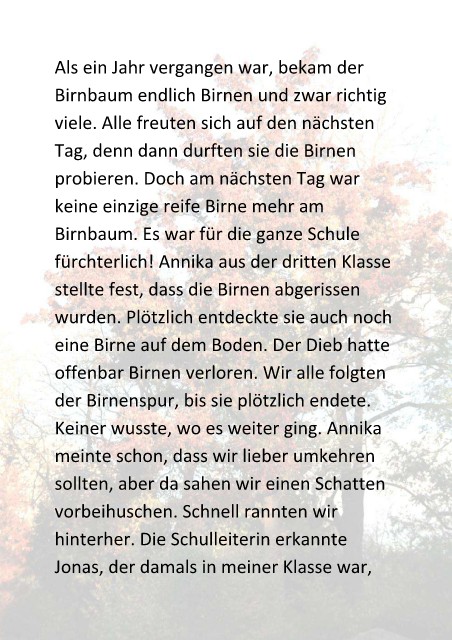 Als ein Jahr vergangen war, bekam der
Birnbaum endlich Birnen und zwar richtig
viele. Alle freuten sich auf den nächsten
Tag, denn dann durften sie die Birnen
probieren. Doch am nächsten Tag war
keine einzige reife Birne mehr am
Birnbaum. Es war für die ganze Schule
fürchterlich! Annika aus der dritten Klasse
stellte fest, dass die Birnen abgerissen
wurden. Plötzlich entdeckte sie auch noch
eine Birne auf dem Boden. Der Dieb hatte
offenbar Birnen verloren. Wir alle folgten
der Birnenspur, bis sie plötzlich endete.
Keiner wusste, wo es weiter ging. Annika
meinte schon, dass wir lieber umkehren
sollten, aber da sahen wir einen Schatten
vorbeihuschen. Schnell rannten wir
hinterher. Die Schulleiterin erkannte
Jonas, der damals in meiner Klasse war,